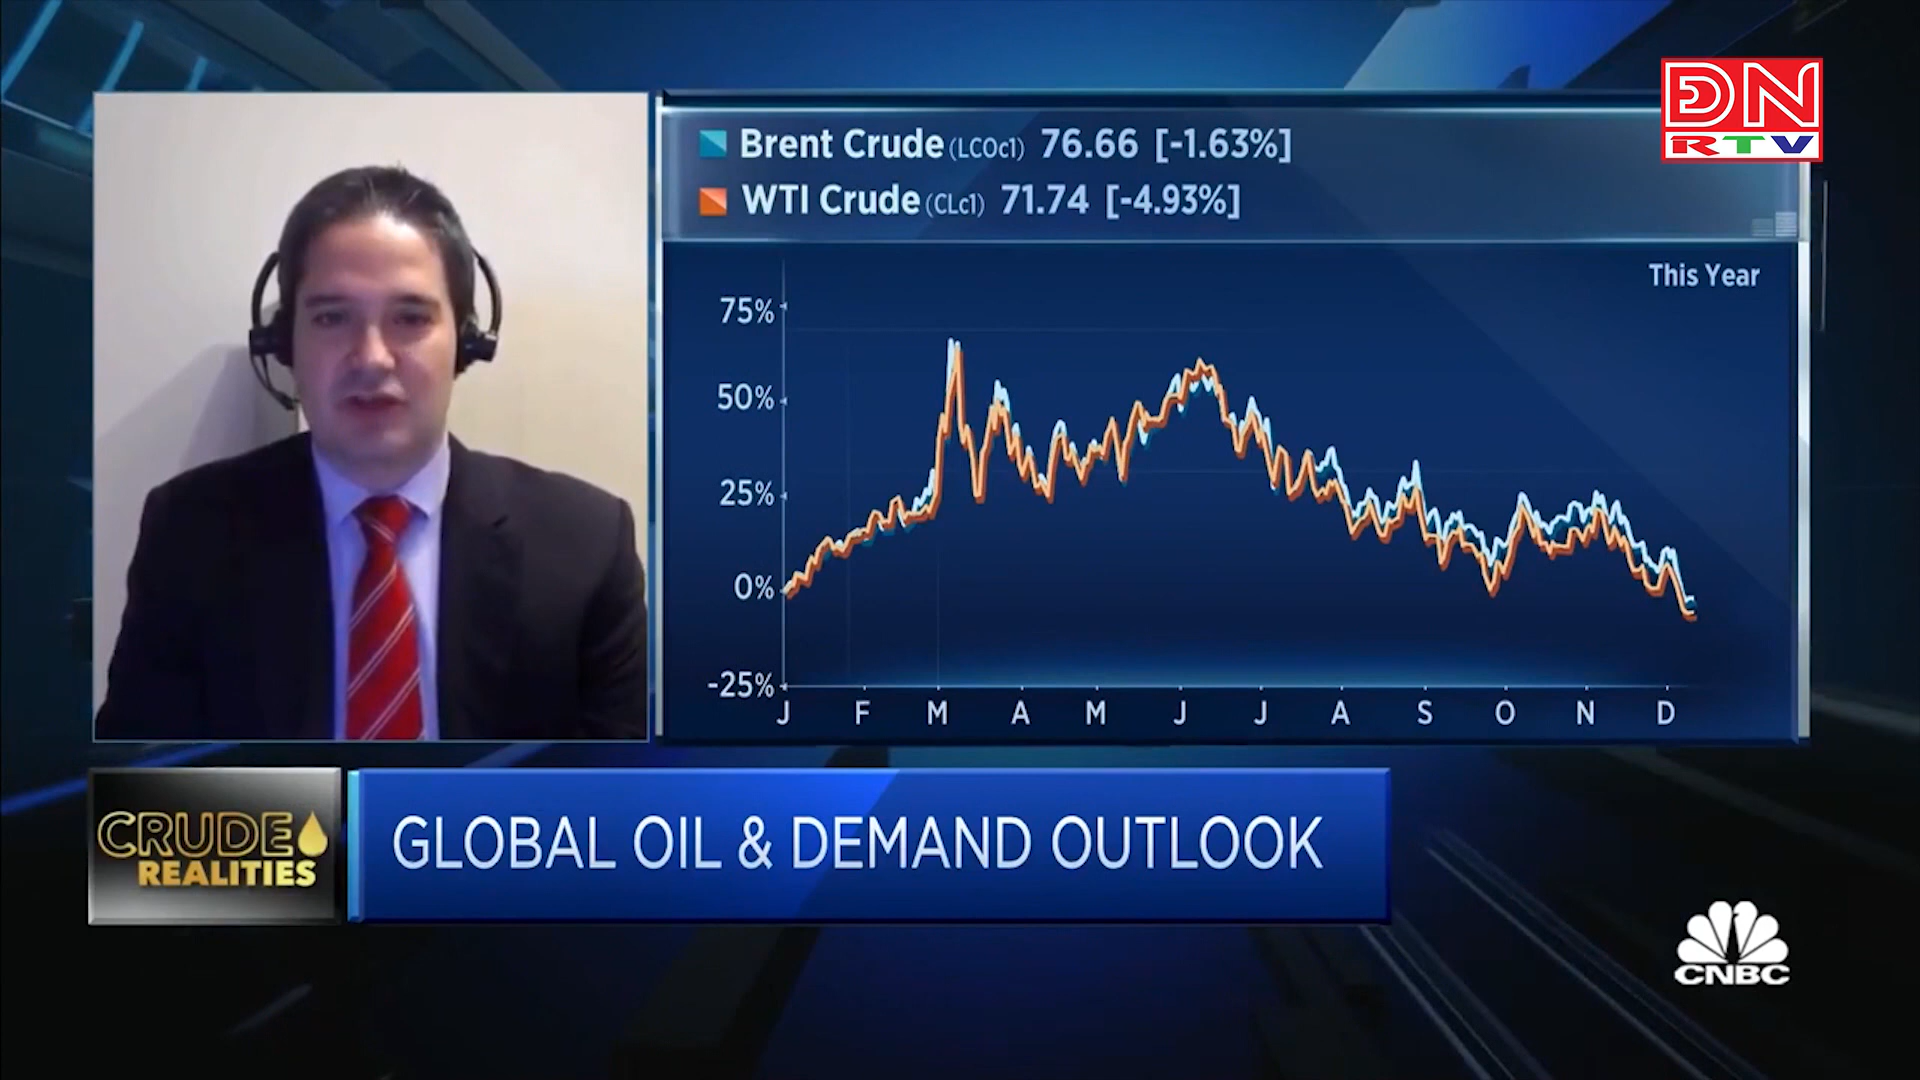 DN
RTV
Brent Crude (LCOc1) 76.66 [-1.63%]
WTI Crude (CLc1) 71.74 [-4.93%]
This Year
75%
50%
25%
0%
-25%
J F M A M J J A S O N D
CRUDE
REALITIES
GLOBAL OIL & DEMAND OUTLOOK
CNBC